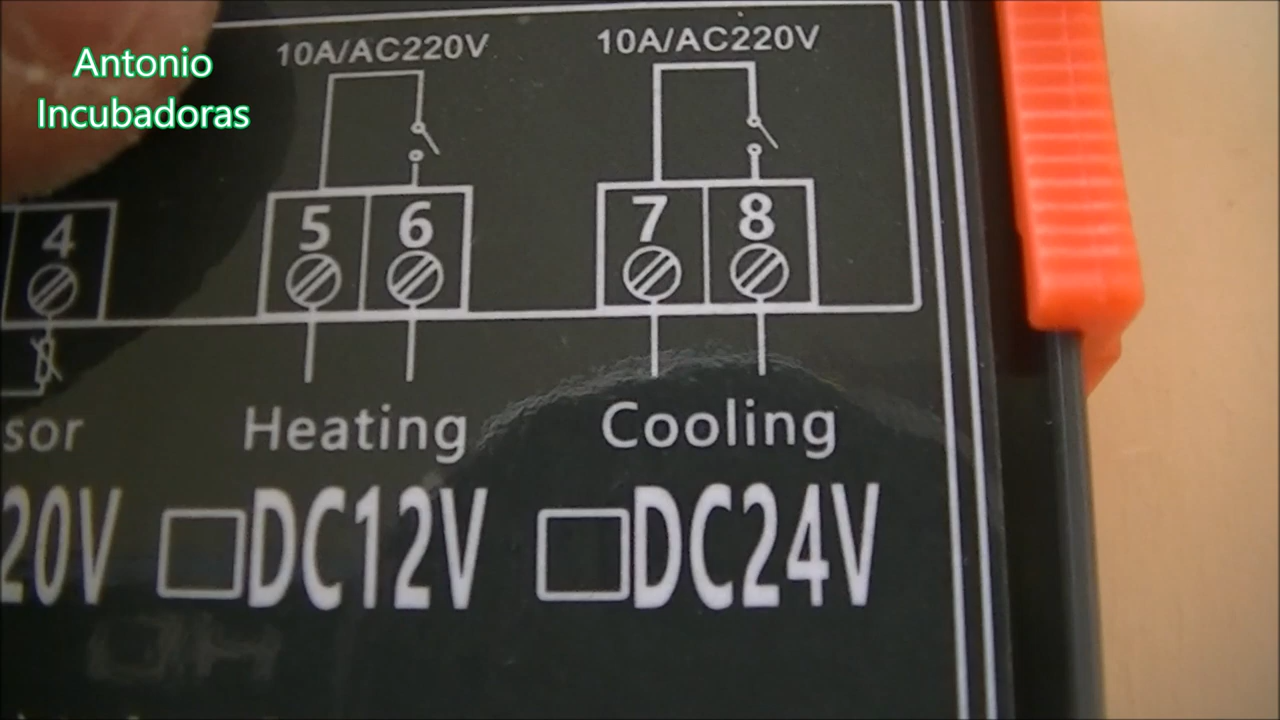 Antonio
Incubadoras
10A/AC220V 10A/AC220V
4 5 6 7 8
sor Heating Cooling
20V DC12V DC24V